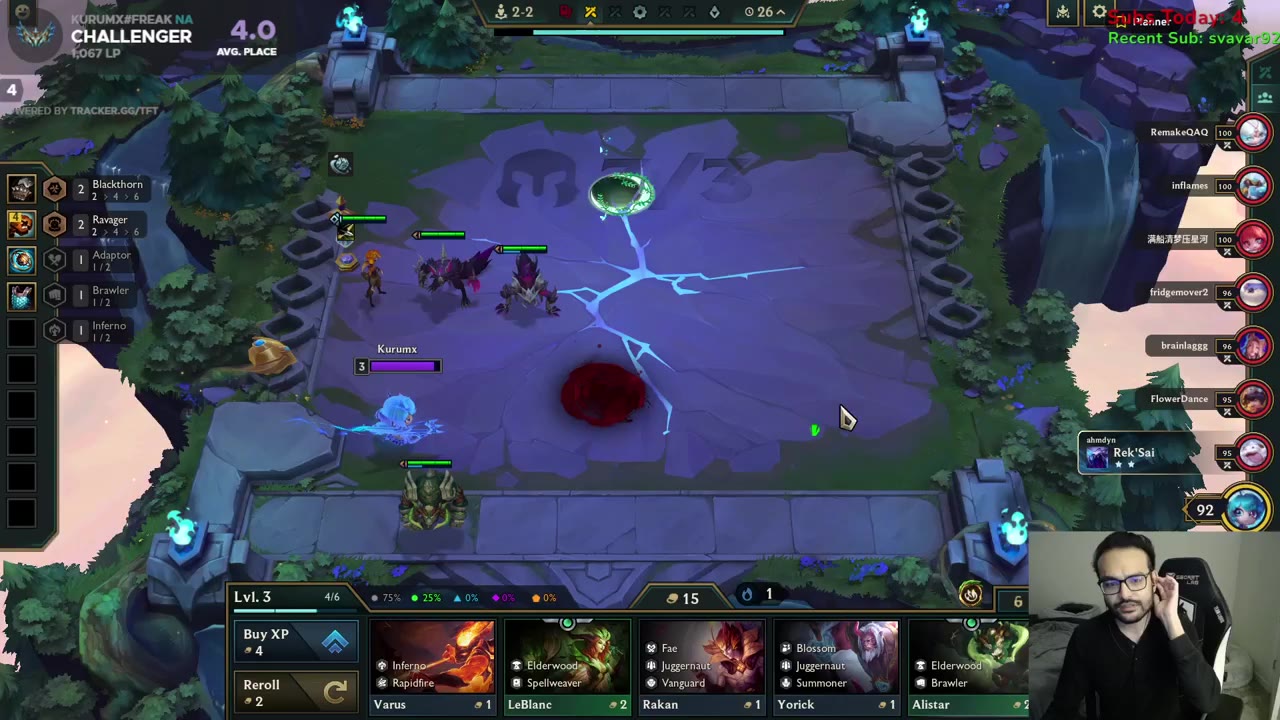 KURUMX#FREAK NA
CHALLENGER
1,067 LP
4.0
AVG. PLACE
4
WERED BY TRACKER.GG/TFT
2-2
26
Planner
Subs Today: 4
Recent Sub: svavar92
2 Blackthorn
2 > 4 > 6
2 Ravager
2 > 4 > 6
1 Adaptor
1 / 2
1 Brawler
1 / 2
1 Inferno
1 / 2
3/3
Kurumx
3
RemakeQAQ 100
inflames 100
满船清梦压星河 100
fridgemover2 96
brainlaggg 96
FlowerDance 95
ahmdyn
Rek'Sai 95
92
Lvl. 3 4/6
75% 25% 0% 0% 0%
15
1
6
Buy XP
4
Reroll
2
Inferno
Rapidfire
Varus 1
Elderwood
Spellweaver
LeBlanc 2
Fae
Juggernaut
Vanguard
Rakan 1
Blossom
Juggernaut
Summoner
Yorick 1
Elderwood
Brawler
Alistar 2
SECRETLAB